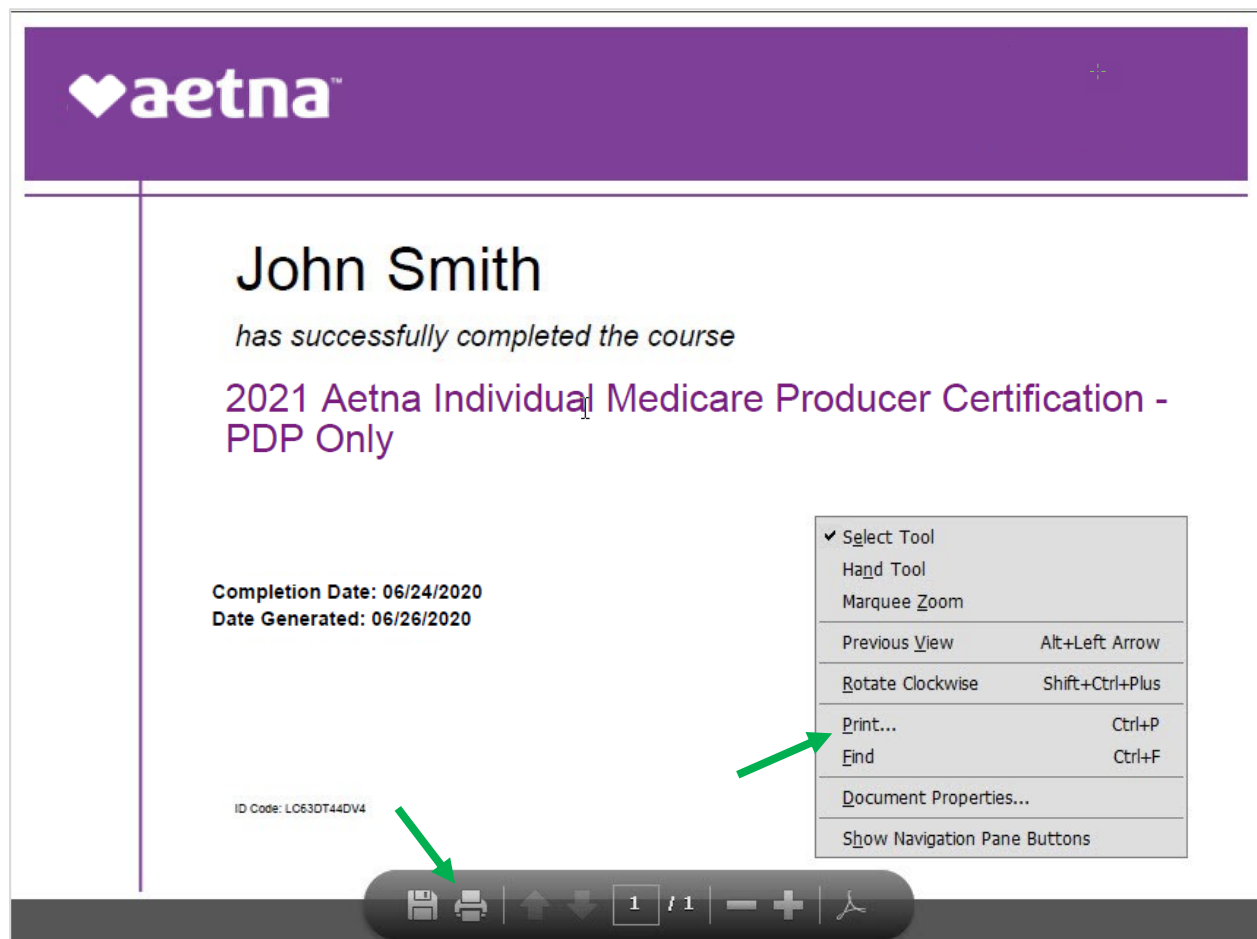 aetna™
John Smith
has successfully completed the course
2021 Aetna Individual Medicare Producer Certification -
PDP Only
Completion Date: 06/24/2020
Date Generated: 06/26/2020
ID Code: LC63DT44DV4
Select Tool
Hand Tool
Marquee Zoom
Previous View Alt+Left Arrow
Rotate Clockwise Shift+Ctrl+Plus
Print... Ctrl+P
Find Ctrl+F
Document Properties...
Show Navigation Pane Buttons
1 / 1